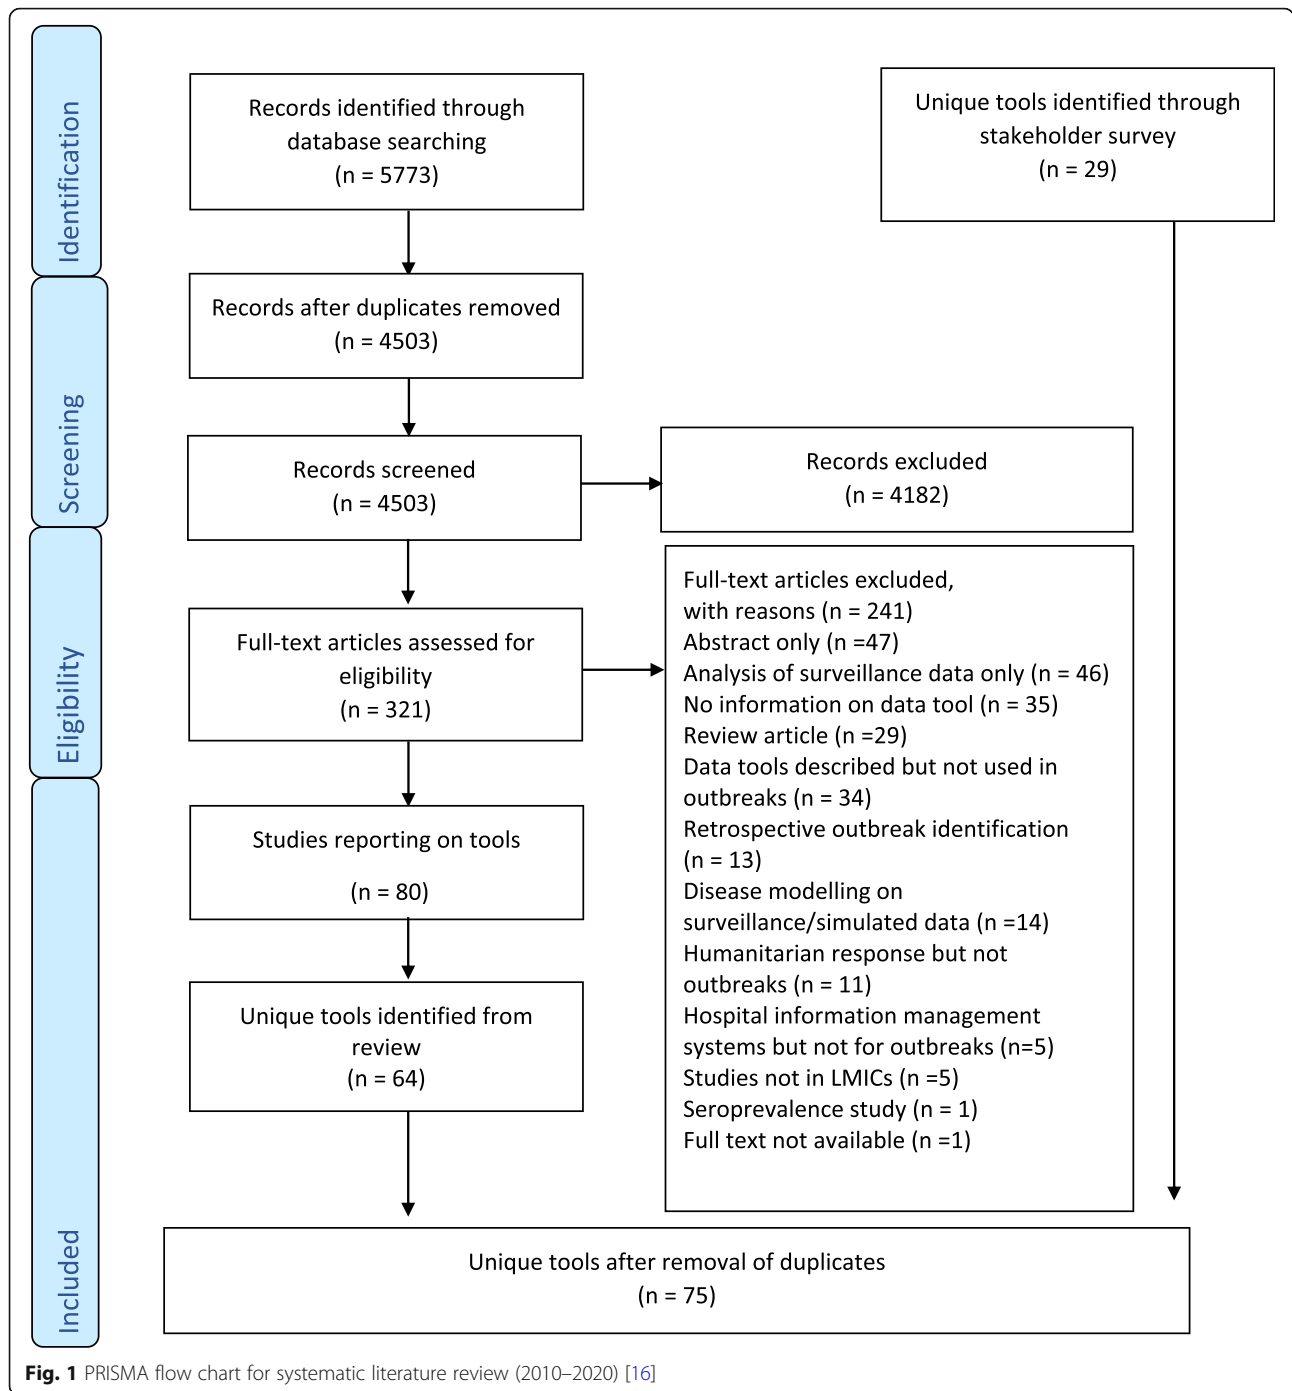 Identification
Records identified through
database searching
(n = 5773)
Unique tools identified through
stakeholder survey
(n = 29)
Records after duplicates removed
(n = 4503)
Screening
Records screened
(n = 4503)
Records excluded
(n = 4182)
Eligibility
Full-text articles assessed for
eligibility
(n = 321)
Full-text articles excluded,
with reasons (n = 241)
Abstract only (n =47)
Analysis of surveillance data only (n = 46)
No information on data tool (n = 35)
Review article (n =29)
Data tools described but not used in
outbreaks (n = 34)
Retrospective outbreak identification
(n = 13)
Disease modelling on
surveillance/simulated data (n =14)
Humanitarian response but not
outbreaks (n = 11)
Hospital information management
systems but not for outbreaks (n=5)
Studies not in LMICs (n =5)
Seroprevalence study (n = 1)
Full text not available (n =1)
Included
Studies reporting on tools
(n = 80)
Unique tools identified from
review
(n = 64)
Unique tools after removal of duplicates
(n = 75)
Fig. 1 PRISMA flow chart for systematic literature review (2010–2020) [16]